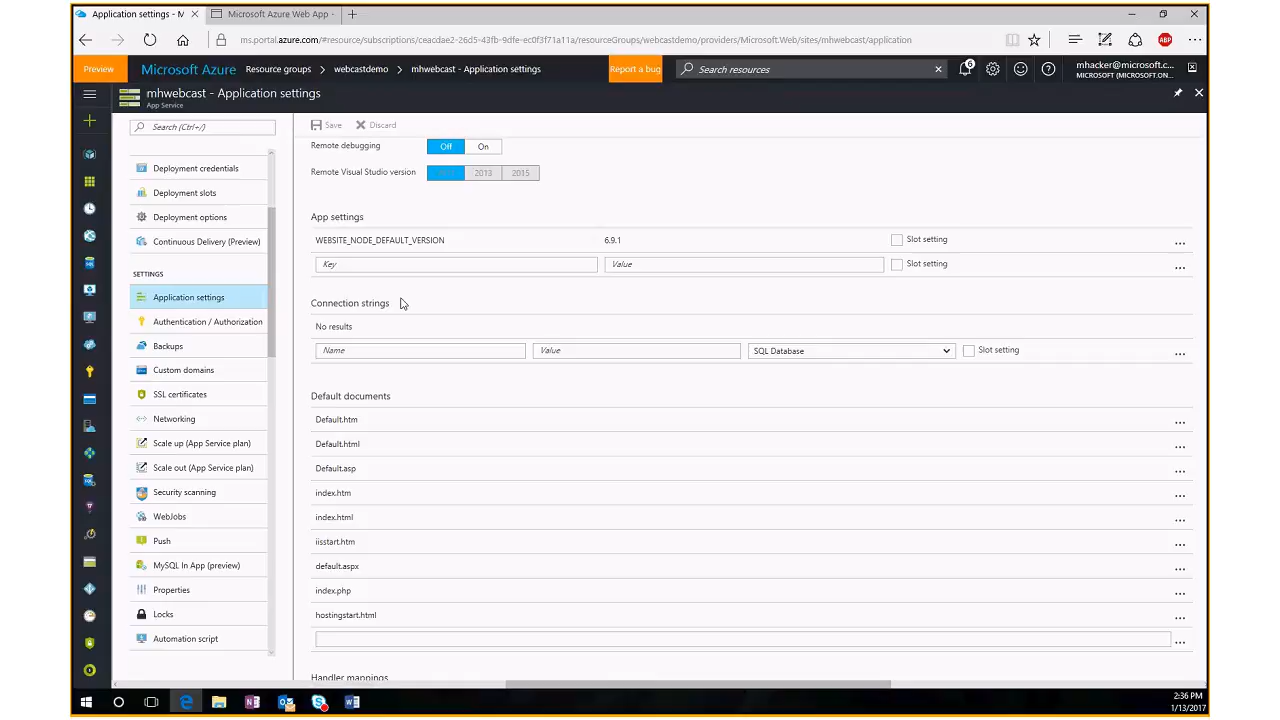 Application settings - M
Microsoft Azure Web App -
ms.portal.azure.com/#resource/subscriptions/ceacdae2-26d5-43fb-9dfe-ec0f3f71a11a/resourceGroups/webcastdemo/providers/Microsoft.Web/sites/mhwebcast/application
ABP
Preview
Microsoft Azure
Resource groups
webcastdemo
mhwebcast - Application settings
Report a bug
Search resources
6
mhacker@microsoft.c...
MICROSOFT (MICROSOFT.ON...
mhwebcast - Application settings
App Service
Search (Ctrl+/)
Deployment credentials
Deployment slots
Deployment options
Continuous Delivery (Preview)
SETTINGS
Application settings
Authentication / Authorization
Backups
Custom domains
SSL certificates
Networking
Scale up (App Service plan)
Scale out (App Service plan)
Security scanning
WebJobs
Push
MySQL In App (preview)
Properties
Locks
Automation script
Save
Discard
Remote debugging
Off
On
Remote Visual Studio version
2013
2015
App settings
WEBSITE_NODE_DEFAULT_VERSION
6.9.1
Slot setting
...
Key
Value
Slot setting
...
Connection strings
No results
Name
Value
SQL Database
Slot setting
...
Default documents
Default.htm
...
Default.html
...
Default.asp
...
index.htm
...
index.html
...
iisstart.htm
...
default.aspx
...
index.php
...
hostingstart.html
...
...
Handler mappings
2:36 PM
1/13/2017